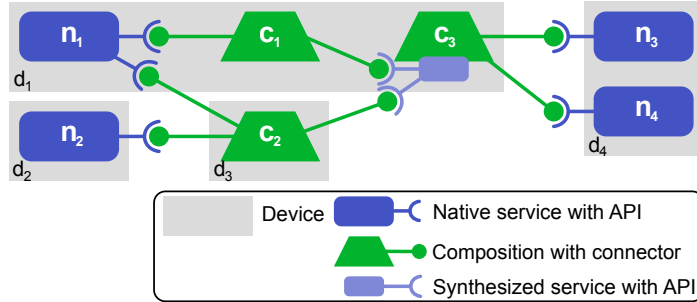 n1 c1 c3 n3
d1
n4
n2 c2
d2 d3 d4
Device Native service with API
Composition with connector
Synthesized service with API